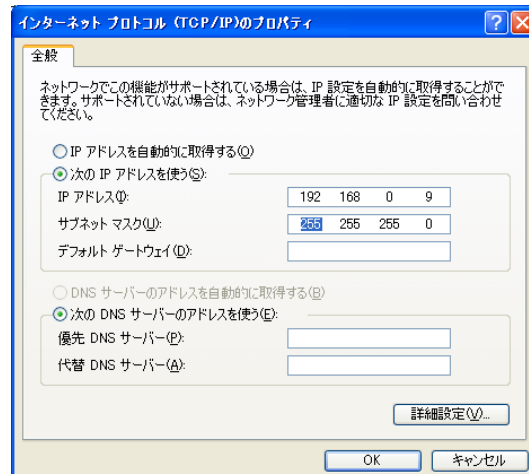 インターネット プロトコル (TCP/IP)のプロパティ
全般
ネットワークでこの機能がサポートされている場合は、IP 設定を自動的に取得することがで
きます。サポートされていない場合は、ネットワーク管理者に適切な IP 設定を問い合わせ
てください。
IP アドレスを自動的に取得する(O)
次の IP アドレスを使う(S):
IP アドレス(I): 192 168 0 9
サブネット マスク(U): 255 255 255 0
デフォルト ゲートウェイ(D):
DNS サーバーのアドレスを自動的に取得する(B)
次の DNS サーバーのアドレスを使う(E):
優先 DNS サーバー(P):
代替 DNS サーバー(A):
詳細設定(V)...
OK キャンセル